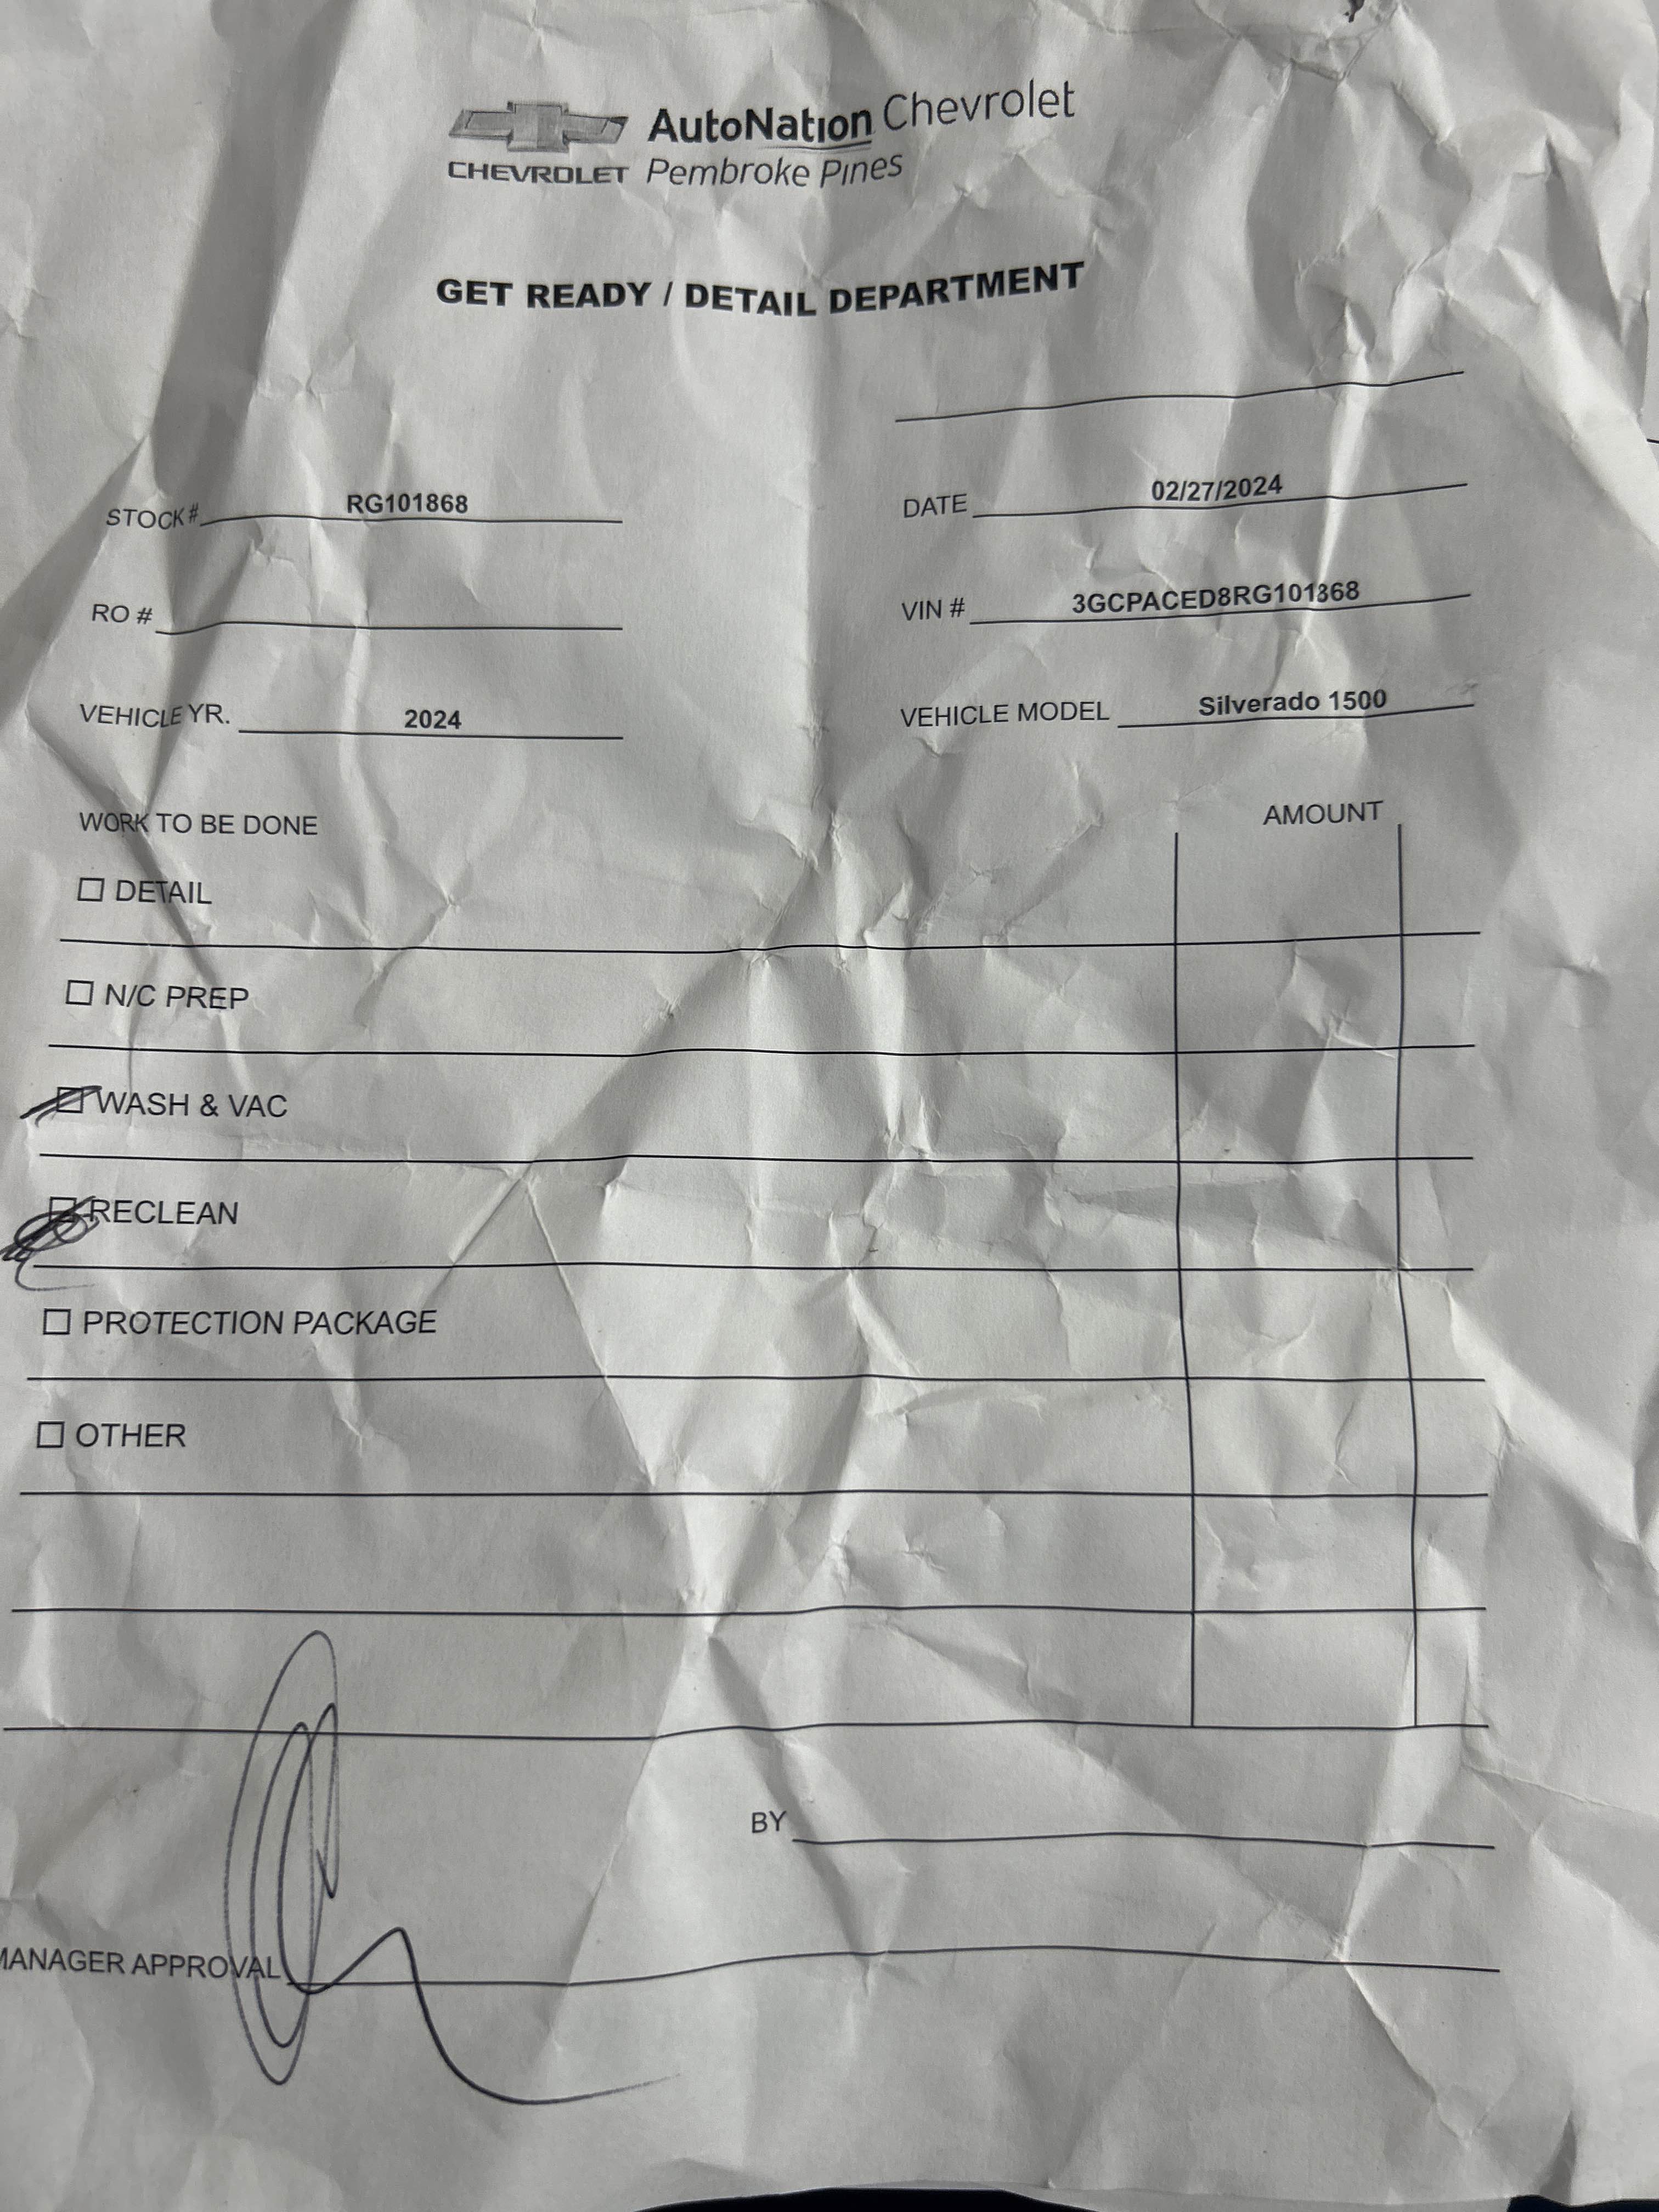 AutoNation Chevrolet
CHEVROLET Pembroke Pines
GET READY / DETAIL DEPARTMENT
STOCK# RG101868 DATE 02/27/2024
RO # VIN # 3GCPACED8RG101868
VEHICLE YR. 2024 VEHICLE MODEL Silverado 1500
WORK TO BE DONE AMOUNT
☐ DETAIL
☐ N/C PREP
☑ WASH & VAC
☑ RECLEAN
☐ PROTECTION PACKAGE
☐ OTHER
BY
MANAGER APPROVAL